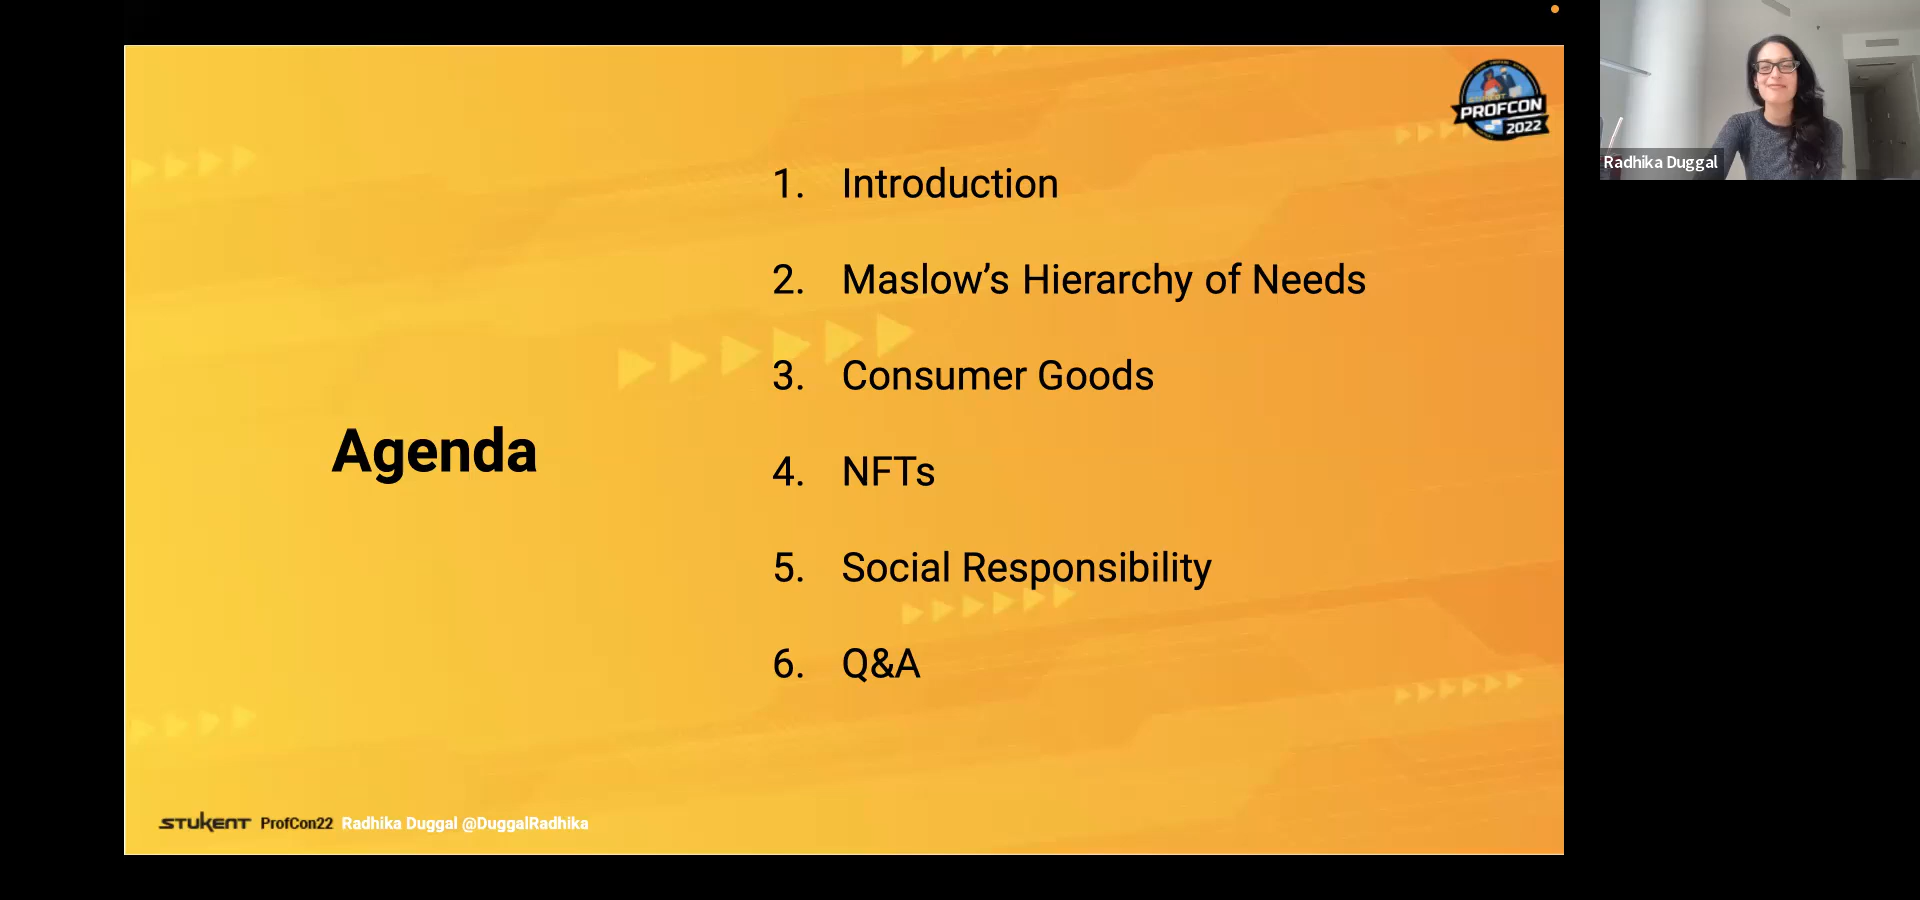 PROFCON
2022
Radhika Duggal
Agenda
1. Introduction
2. Maslow’s Hierarchy of Needs
3. Consumer Goods
4. NFTs
5. Social Responsibility
6. Q&A
STUKENT ProfCon22 Radhika Duggal @DuggalRadhika